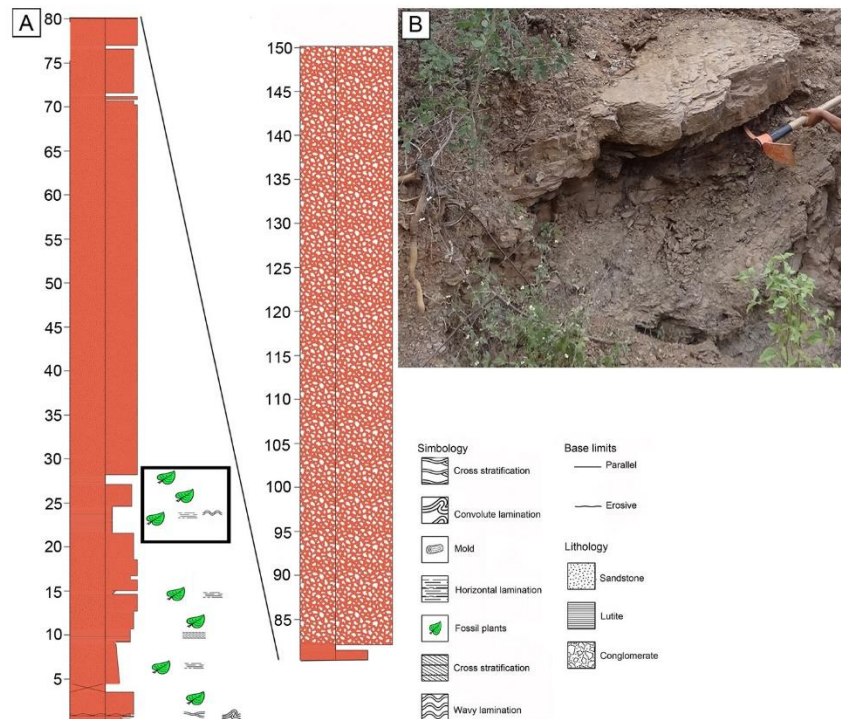 A
80
75
70
65
60
55
50
45
40
35
30
25
20
15
10
5
150
145
140
135
130
125
120
115
110
105
100
95
90
85
B
Simbology
Cross stratification
Convolute lamination
Mold
Horizontal lamination
Fossil plants
Cross stratification
Wavy lamination
Base limits
Parallel
Erosive
Lithology
Sandstone
Lutite
Conglomerate